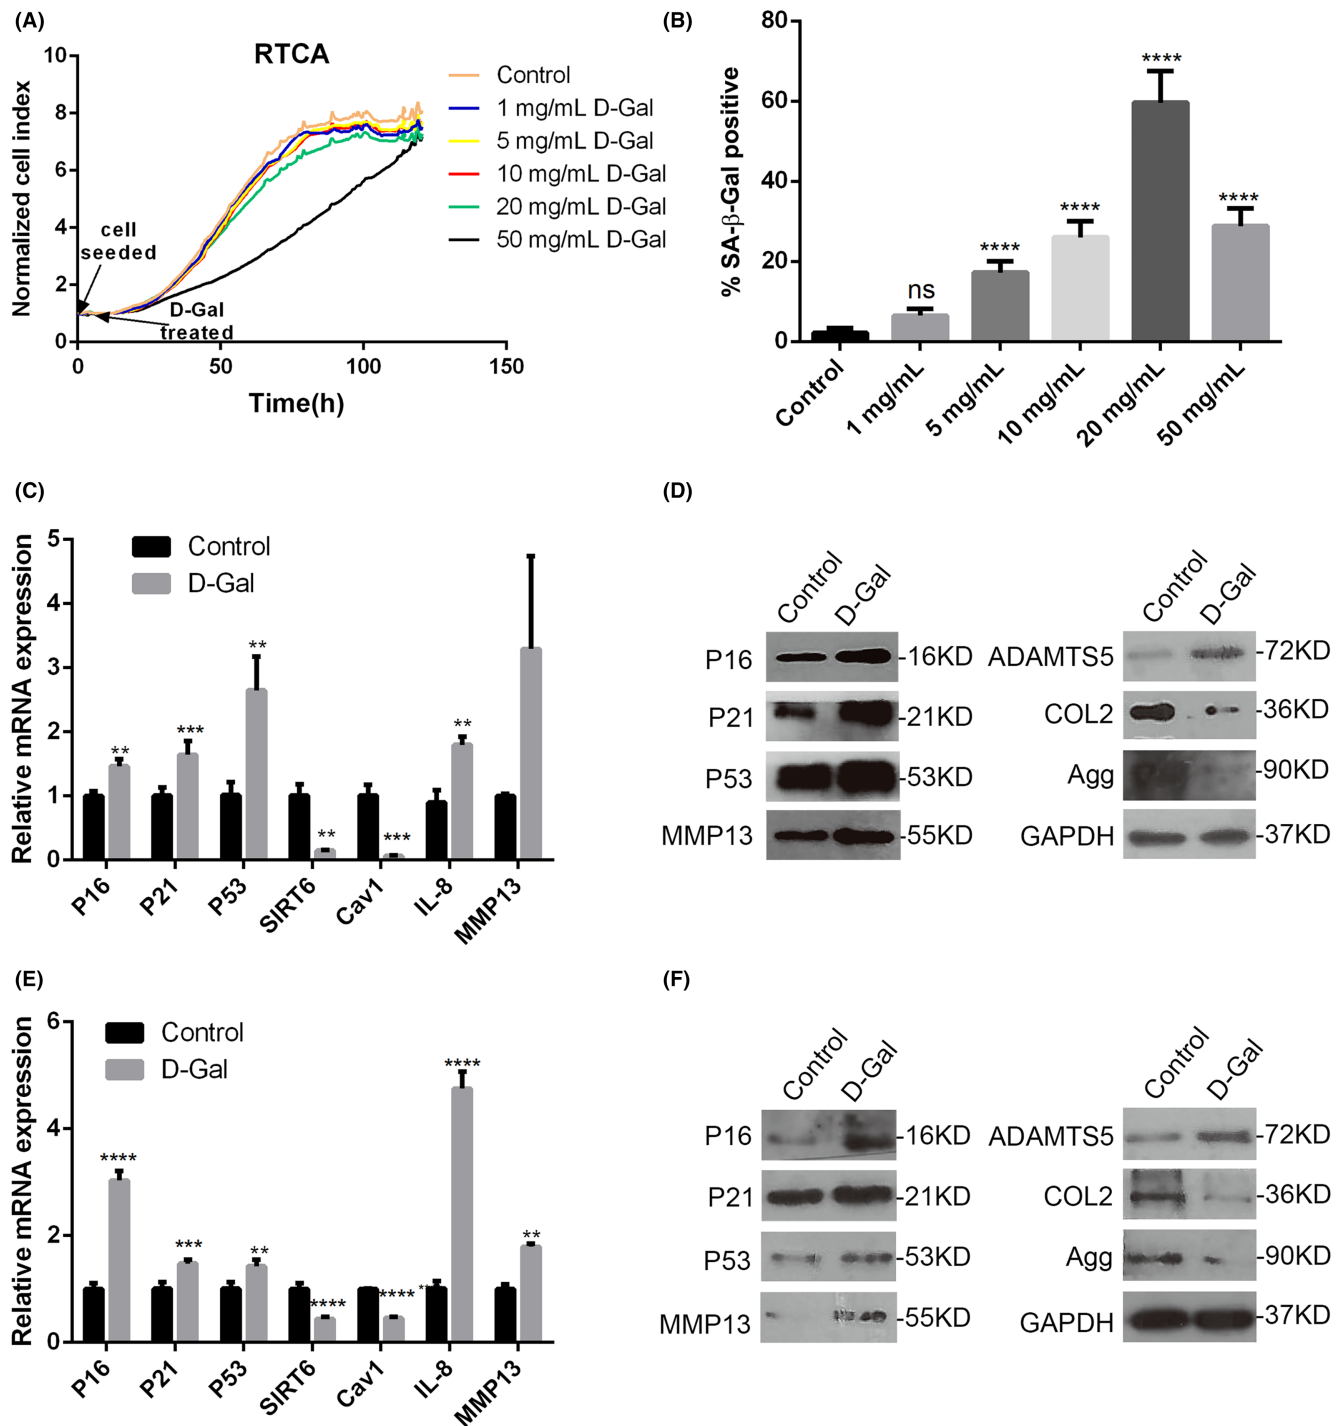 (A)
RTCA
Normalized cell index
10
8
6
4
2
0
cell
seeded
D-Gal
treated
0
50
100
150
Time(h)
Control
1 mg/mL D-Gal
5 mg/mL D-Gal
10 mg/mL D-Gal
20 mg/mL D-Gal
50 mg/mL D-Gal
(B)
% SA-β-Gal positive
80
60
40
20
0
ns
****
****
****
****
Control
1 mg/mL
5 mg/mL
10 mg/mL
20 mg/mL
50 mg/mL
(C)
Relative mRNA expression
5
4
3
2
1
0
Control
D-Gal
**
***
**
**
***
**
P16
P21
P53
SIRT6
Cav1
IL-8
MMP13
(D)
Control
D-Gal
P16
-16KD
P21
-21KD
P53
-53KD
MMP13
-55KD
Control
D-Gal
ADAMTS5
-72KD
COL2
-36KD
Agg
-90KD
GAPDH
-37KD
(E)
Relative mRNA expression
6
4
2
0
Control
D-Gal
****
***
**
****
****
**
****
**
P16
P21
P53
SIRT6
Cav1
IL-8
MMP13
(F)
Control
D-Gal
P16
-16KD
P21
-21KD
P53
-53KD
MMP13
-55KD
Control
D-Gal
ADAMTS5
-72KD
COL2
-36KD
Agg
-90KD
GAPDH
-37KD